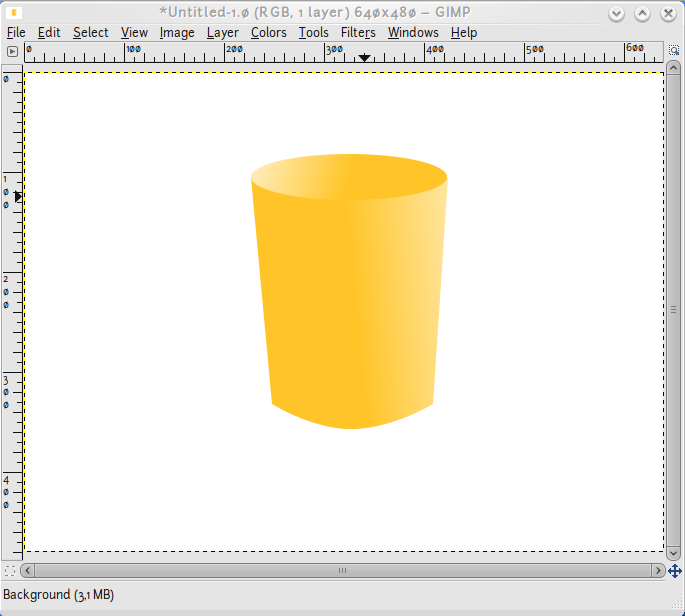 *Untitled-1.0 (RGB, 1 layer) 640x480 – GIMP
File Edit Select View Image Layer Colors Tools Filters Windows Help
0 100 200 300 400 500 600
0
100
200
300
400
Background (3,1 MB)